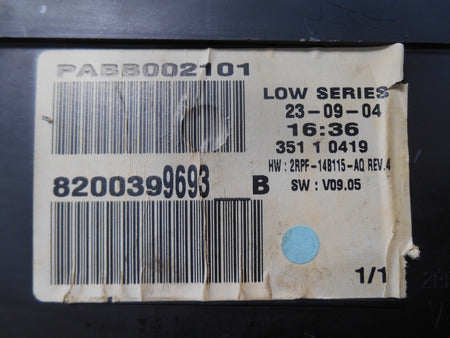 PABB002101
LOW SERIES
23-09-04
16:36
351 1 0419
HW : 2RPF-14B115-AQ REV.4
SW : V09.05
8200399693__B
1/1